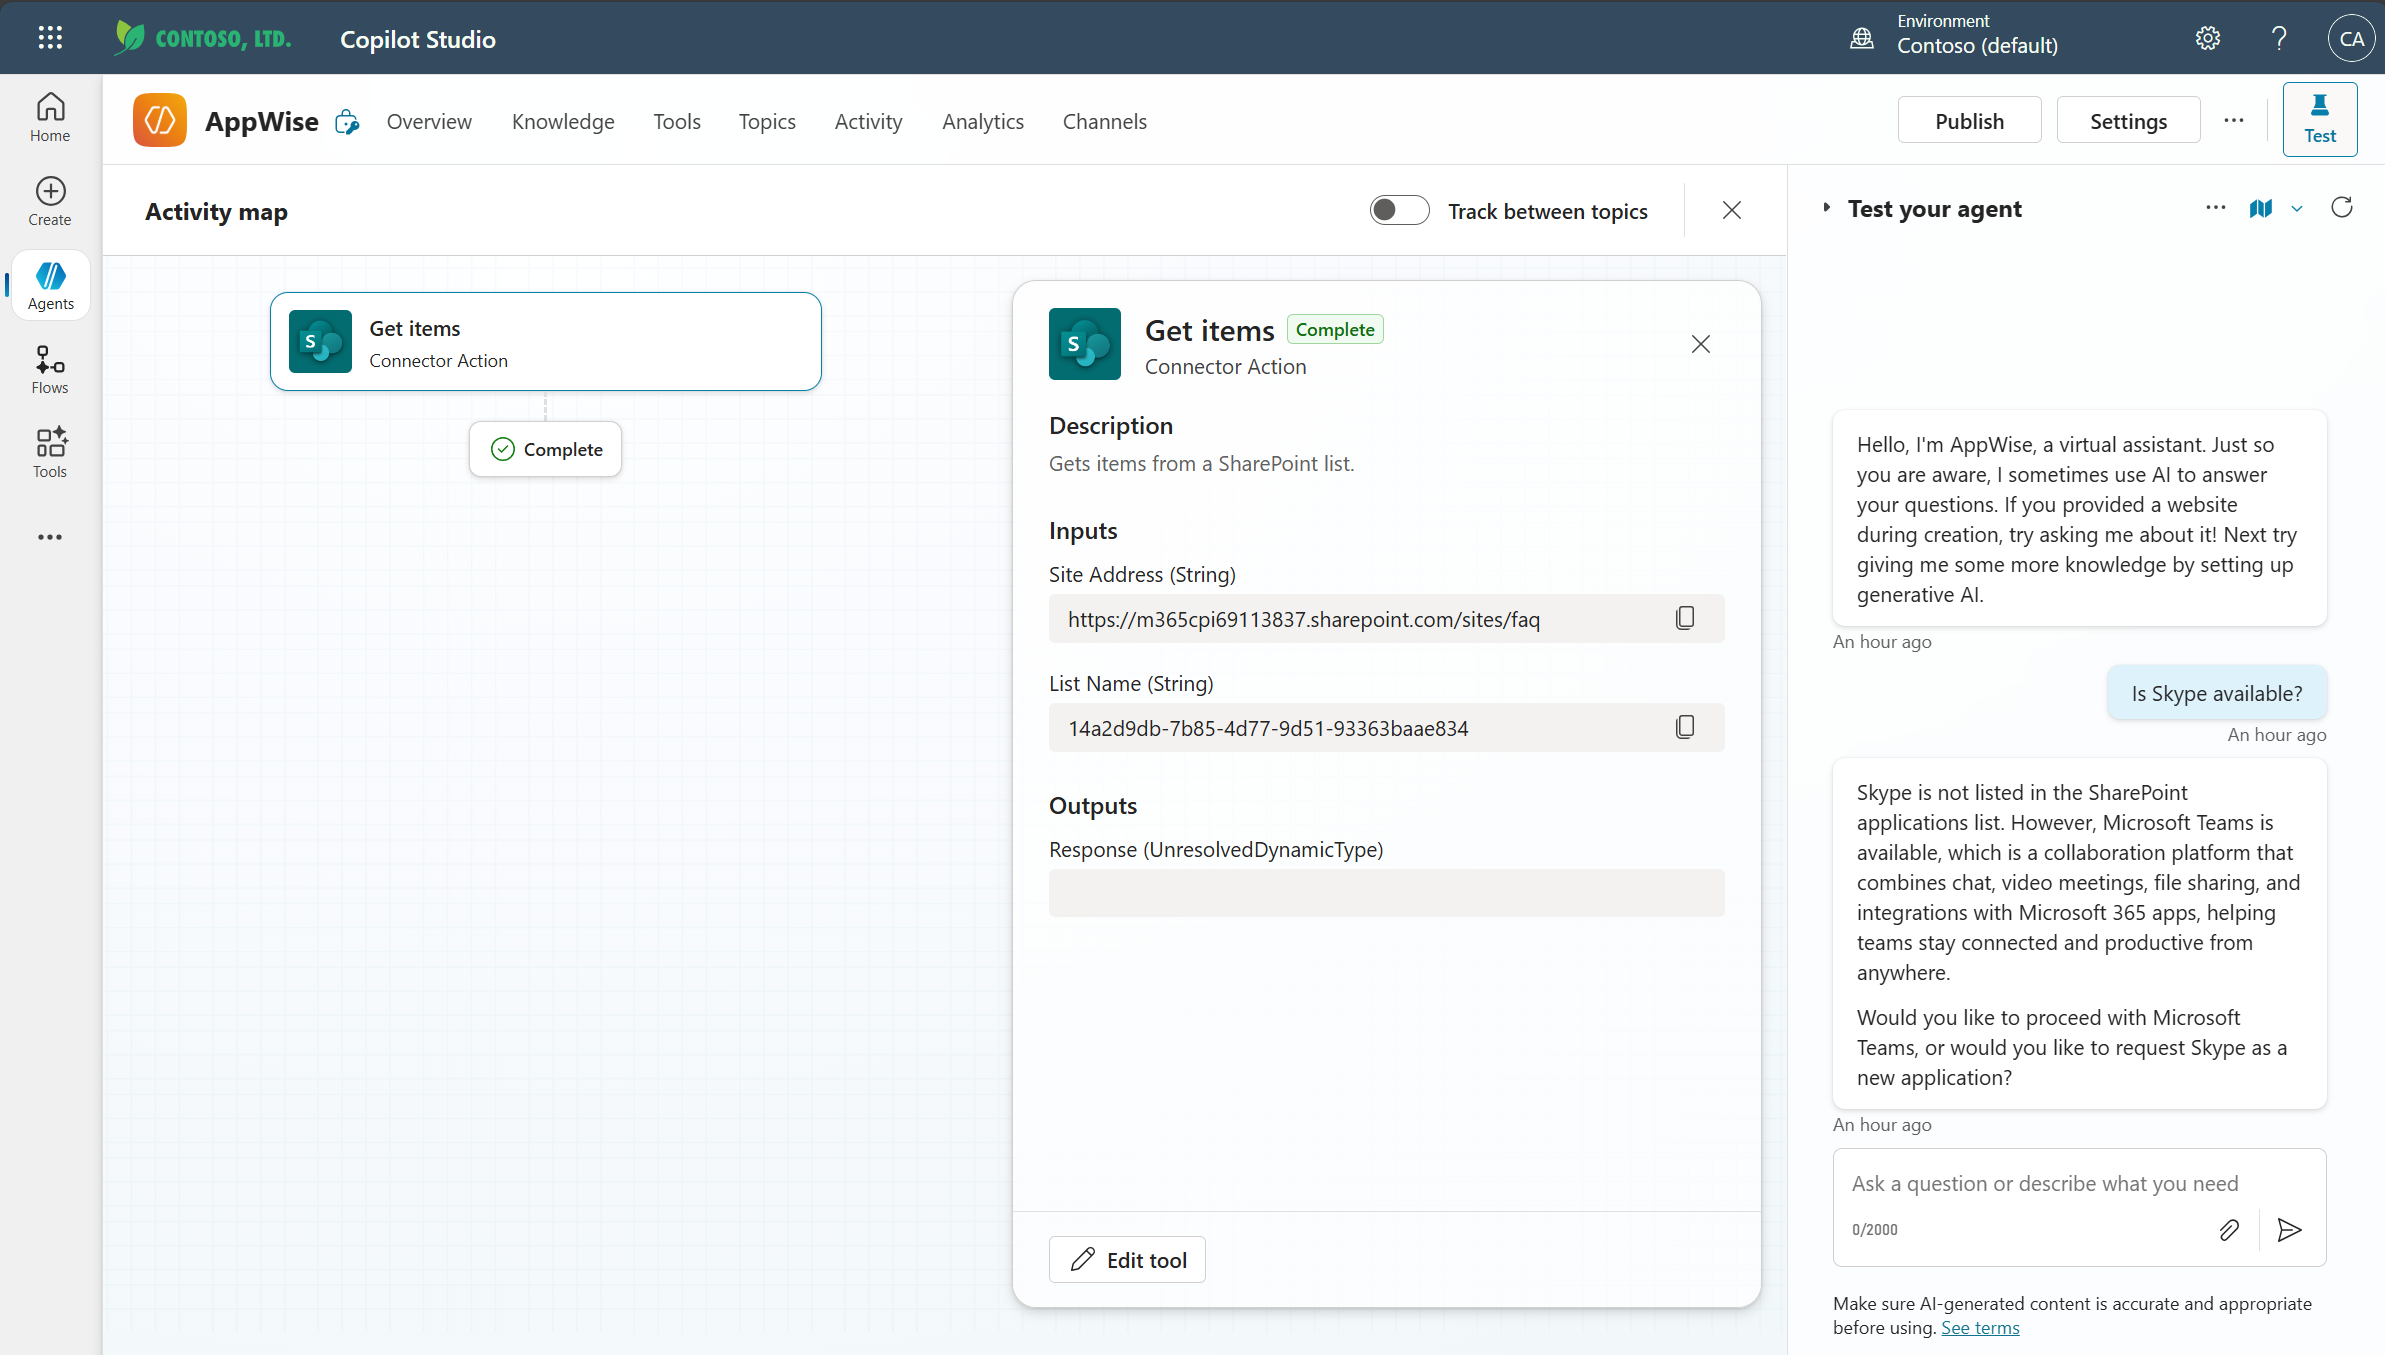 CONTOSO, LTD.
Copilot Studio
Environment
Contoso (default)
CA
Home
Create
Agents
Flows
Tools
AppWise
Overview
Knowledge
Tools
Topics
Activity
Analytics
Channels
Publish
Settings
Test
Activity map
Track between topics
S
Get items
Connector Action
Complete
S
Get items
Complete
Connector Action
Description
Gets items from a SharePoint list.
Inputs
Site Address (String)
https://m365cpi69113837.sharepoint.com/sites/faq
List Name (String)
14a2d9db-7b85-4d77-9d51-93363baae834
Outputs
Response (UnresolvedDynamicType)
Edit tool
Test your agent
Hello, I'm AppWise, a virtual assistant. Just so
you are aware, I sometimes use AI to answer
your questions. If you provided a website
during creation, try asking me about it! Next try
giving me some more knowledge by setting up
generative AI.
An hour ago
Is Skype available?
An hour ago
Skype is not listed in the SharePoint
applications list. However, Microsoft Teams is
available, which is a collaboration platform that
combines chat, video meetings, file sharing, and
integrations with Microsoft 365 apps, helping
teams stay connected and productive from
anywhere.
Would you like to proceed with Microsoft
Teams, or would you like to request Skype as a
new application?
An hour ago
Ask a question or describe what you need
0/2000
Make sure AI-generated content is accurate and appropriate
before using. See terms